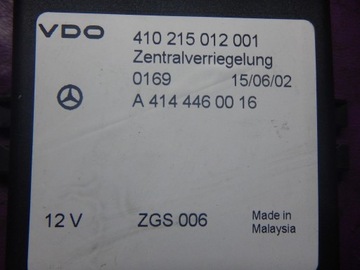 VDO 410 215 012 001
Zentralverriegelung
0169 15/06/02
A 414 446 00 16
12 V ZGS 006 Made in
Malaysia